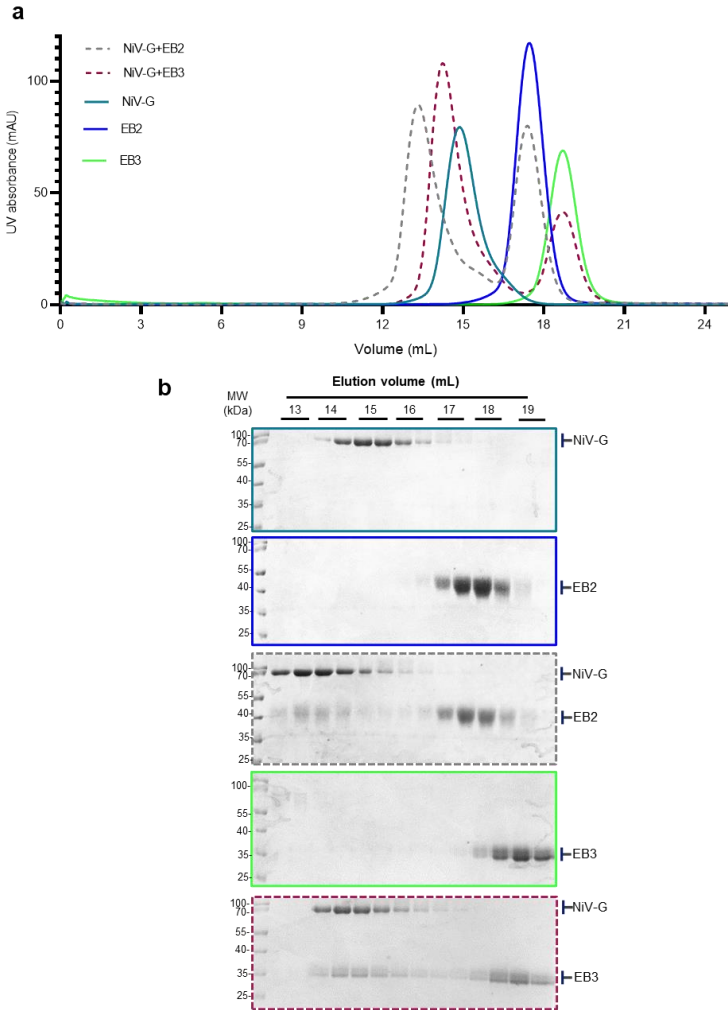 a
NiV-G+EB2
NiV-G+EB3
NiV-G
EB2
EB3
UV absorbance (mAU)
100
50
0
0 3 6 9 12 15 18 21 24
Volume (mL)
b
Elution volume (mL)
MW
(kDa)
13 14 15 16 17 18 19
100-
70-
55-
40-
35-
25-
NiV-G
100-
70-
55-
40-
35-
25-
EB2
100-
70-
55-
40-
35-
25-
NiV-G
EB2
100-
55-
40-
35-
25-
EB3
100-
70-
55-
40-
35-
25-
NiV-G
EB3